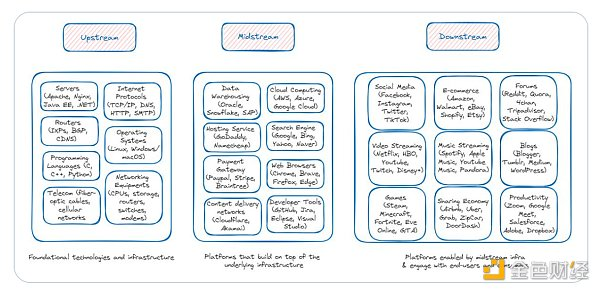 Upstream
Midstream
Downstream
Servers
(Apache, Nginx,
Java EE, .NET)
Internet
Protocols
(TCP/IP, DNS,
HTTP, SMTP)
Routers
(IXPs, BGP,
CDNS)
Operating
Systems
(Linux, Windows/
macOS)
Programming
Languages (C,
C++, Python)
Networking
Equipments
(CPUs, storage,
routers,
switches,
modems)
Telecom (fiber-
optic cables,
cellular
networks
Foundational technologies and infrastructure
Data
Warehousing
(Oracle,
Snowflake, SAP)
Cloud Computing
(AWS, Azure,
Google Cloud)
Hosting Service
(GoDaddy,
Namecheap)
Search Engine
(Google, Bing,
Yahoo, Naver)
Payment
Gateway
(Paypal, Stripe,
Braintree)
Web Browsers
(Chrome, Brave,
Firefox, Edge)
Content delivery
networks
(Cloudflare,
Akamai)
Developer Tools
(GitHub, Jira,
Eclipse, Visual
Studio)
Platforms that build on top of the
underlying infrastructure
Social Media
(Facebook,
Instagram,
Twitter,
TikTok)
E-commerce
(Amazon,
Walmart, eBay,
Shopify, Etsy)
Forums
(Reddit, Quora,
4chan,
Tripadvisor,
Stack Overflow)
Video Streaming
(Netflix, HBO,
Youtube,
Twitch, Disney+)
Music Streaming
(Spotify, Apple
Music, Youtube
Music, Pandora)
Blogs
(Blogger,
Tumblr, Medium,
WordPress)
Games
(Steam,
Minecraft,
Fortnite, Eve
Online, GTA)
Sharing Economy
(Airbnb, Uber,
Grab, ZipCar,
DoorDash)
Productivity
(Zoom, Google
Meet,
Salesforce,
Adobe, Dropbox)
Platforms enabled by midstream infra
& engage with end-users and
金色财经